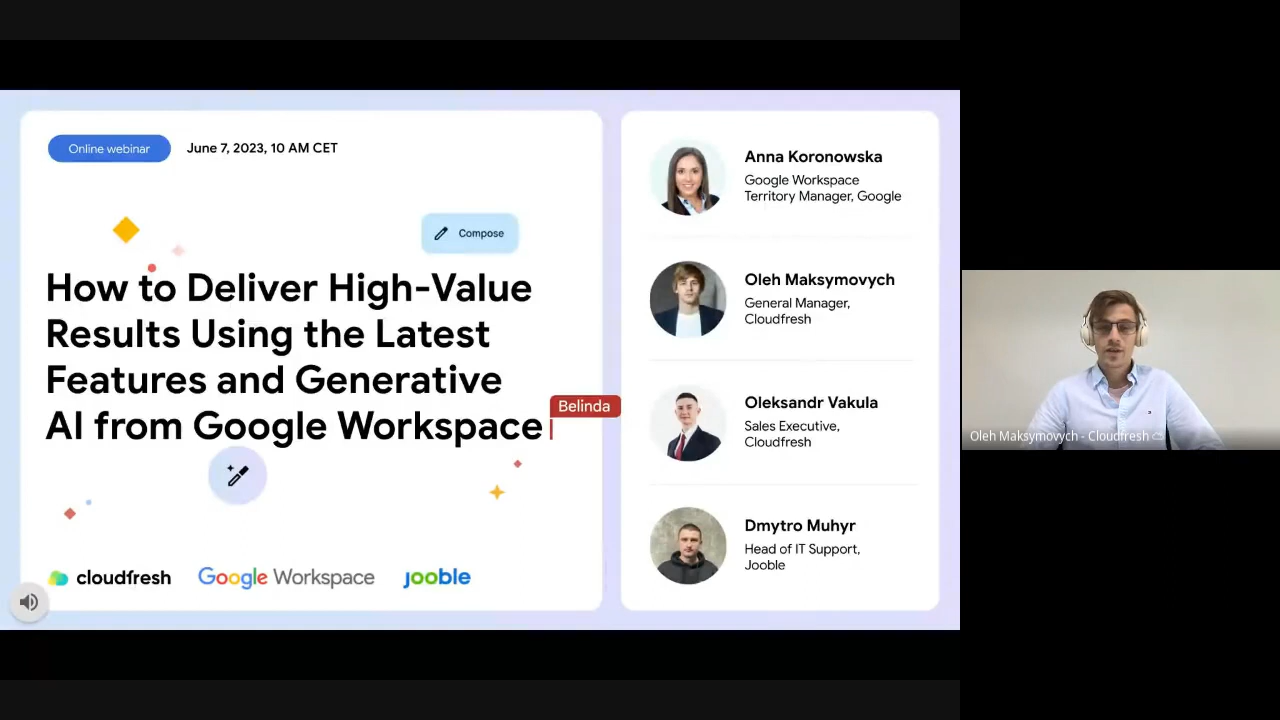 Online webinar
June 7, 2023, 10 AM CET
Compose
How to Deliver High-Value
Results Using the Latest
Features and Generative
AI from Google Workspace
Belinda
cloudfresh
Google Workspace
jooble
Anna Koronowska
Google Workspace
Territory Manager, Google
Oleh Maksymovych
General Manager,
Cloudfresh
Oleksandr Vakula
Sales Executive,
Cloudfresh
Dmytro Muhyr
Head of IT Support,
Jooble
Oleh Maksymovych - Cloudfresh